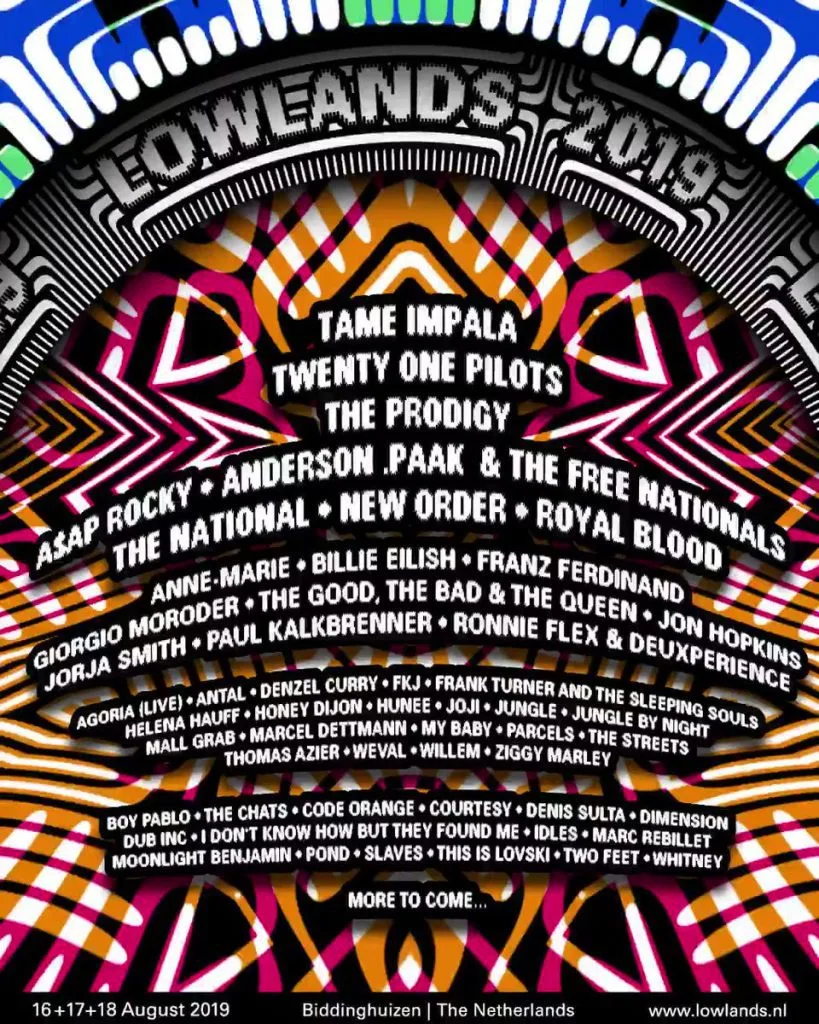 LOWLANDS 2019
TAME IMPALA
TWENTY ONE PILOTS
THE PRODIGY
A$AP ROCKY • ANDERSON .PAAK & THE FREE NATIONALS
THE NATIONAL • NEW ORDER • ROYAL BLOOD
ANNE-MARIE • BILLIE EILISH • FRANZ FERDINAND
GIORGIO MORODER • THE GOOD, THE BAD & THE QUEEN • JON HOPKINS
JORJA SMITH • PAUL KALKBRENNER • RONNIE FLEX & DEUXPERIENCE
AGORIA (LIVE) • ANTAL • DENZEL CURRY • FKJ • FRANK TURNER AND THE SLEEPING SOULS
HELENA HAUFF • HONEY DIJON • HUNEE • JOJI • JUNGLE • JUNGLE BY NIGHT
MALL GRAB • MARCEL DETTMANN • MY BABY • PARCELS • THE STREETS
THOMAS AZIER • WEVAL • WILLEM • ZIGGY MARLEY
BOY PABLO • THE CHATS • CODE ORANGE • COURTESY • DENIS SULTA • DIMENSION
DUB INC • I DON'T KNOW HOW BUT THEY FOUND ME • IDLES • MARC REBILLET
MOONLIGHT BENJAMIN • POND • SLAVES • THIS IS LOVSKI • TWO FEET • WHITNEY
MORE TO COME...
16+17+18 August 2019 Biddinghuizen | The Netherlands www.lowlands.nl